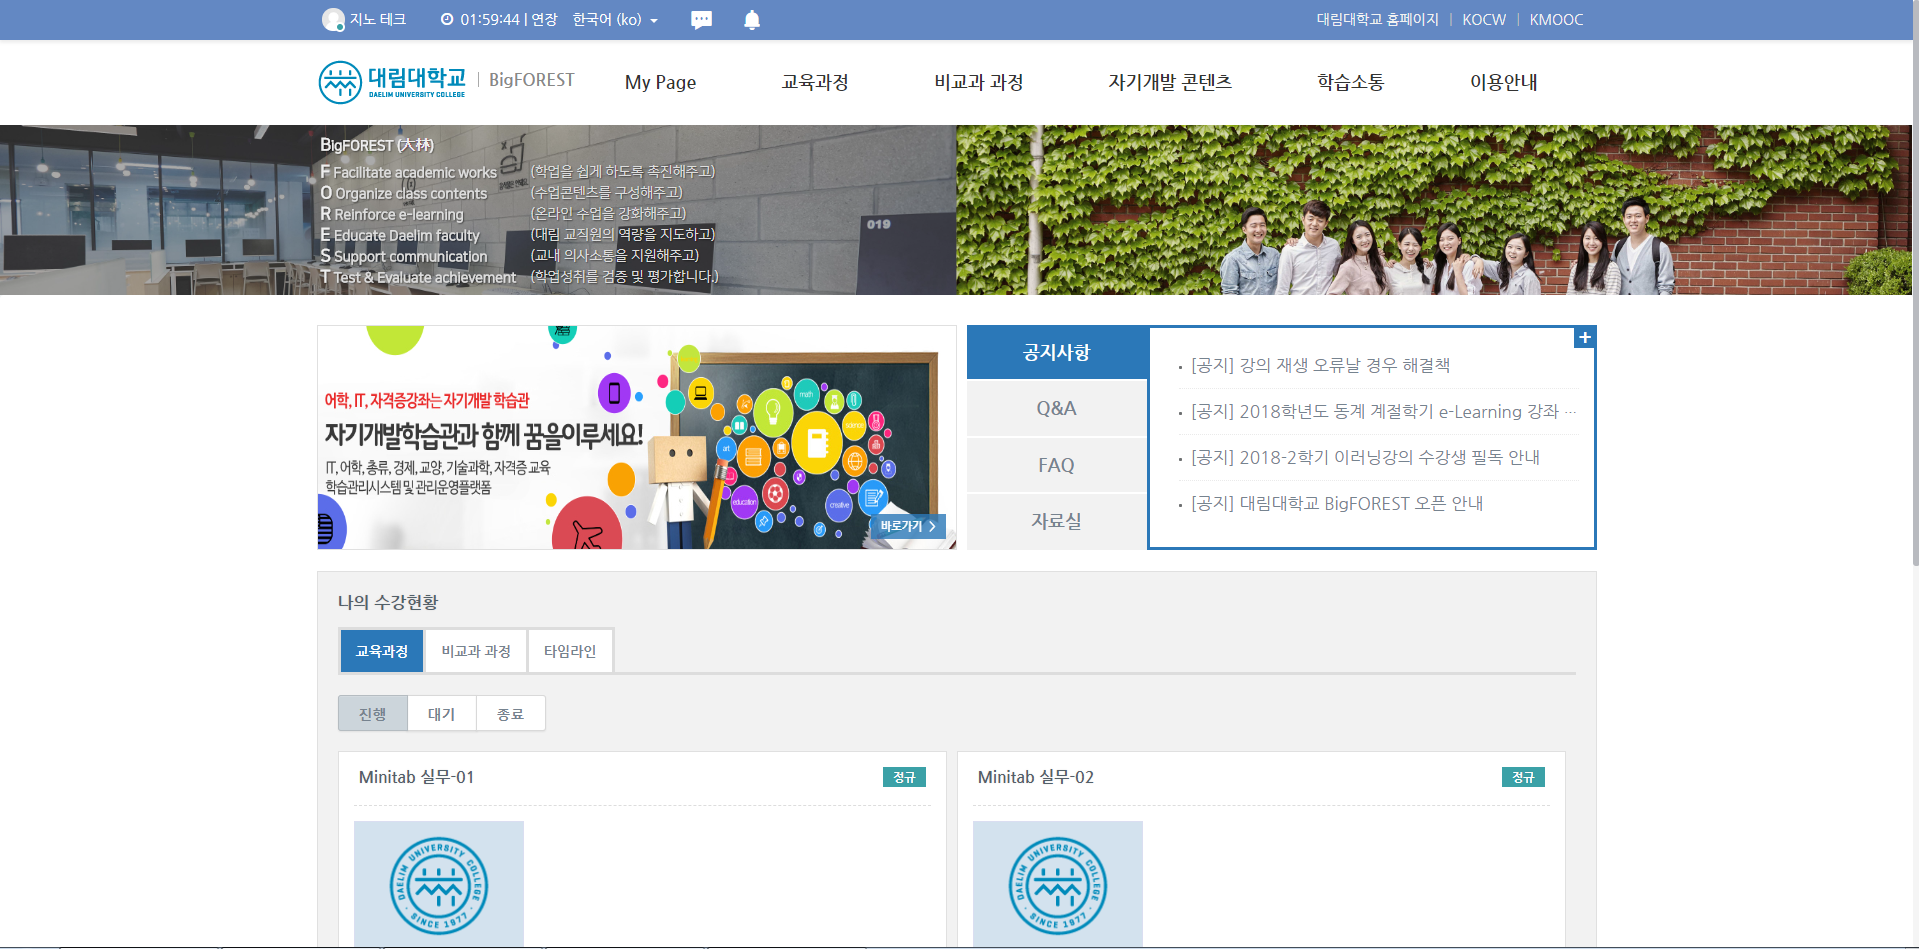 지노 테크 01:59:44 | 연장 한국어 (ko) 대림대학교 홈페이지 | KOCW | KMOOC
대림대학교 DAELIM UNIVERSITY COLLEGE | BigFOREST My Page 교육과정 비교과 과정 자기개발 콘텐츠 학습소통 이용안내
BigFOREST (大林)
F Facilitate academic works (학업을 쉽게 하도록 촉진해주고)
O Organize class contents (수업콘텐츠를 구성해주고)
R Reinforce e-learning (온라인 수업을 강화해주고)
E Educate Daelim faculty (대림 교직원의 역량을 지도하고)
S Support communication (교내 의사소통을 지원해주고)
T Test & Evaluate achievement (학업성취를 검증 및 평가합니다.)
019
어학, IT, 자격증강좌는 자기개발 학습관
자기개발학습관과 함께 꿈을이루세요!
IT, 어학, 종류, 경제, 교양, 기술과학, 자격증 교육
학습관리시스템 및 관리운영플랫폼
math
science
art
education
creative
바로가기
공지사항
Q&A
FAQ
자료실
+
· [공지] 강의 재생 오류날 경우 해결책
· [공지] 2018학년도 동계 계절학기 e-Learning 강좌 ...
· [공지] 2018-2학기 이러닝강의 수강생 필독 안내
· [공지] 대림대학교 BigFOREST 오픈 안내
나의 수강현황
교육과정 비교과 과정 타임라인
진행 대기 종료
Minitab 실무-01 정규
Minitab 실무-02 정규
DAELIM UNIVERSITY COLLEGE · SINCE 1977 ·
DAELIM UNIVERSITY COLLEGE · SINCE 1977 ·